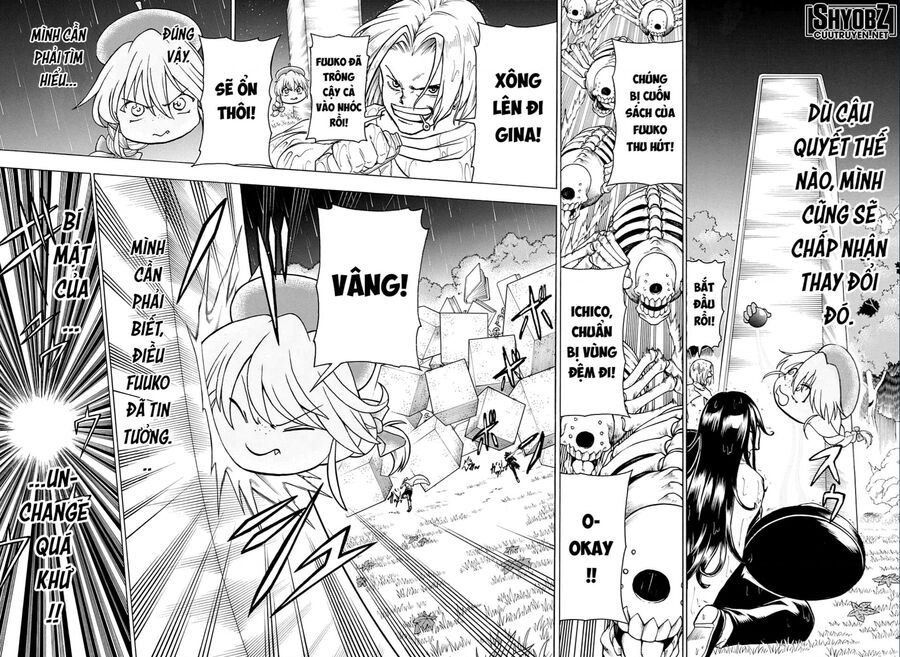 [SHYOBZ]
CUUTRUYEN.NET
DÙ CẬU
QUYẾT THẾ
NÀO, MÌNH
CŨNG SẼ
CHẤP NHẬN
THAY ĐỔI
ĐÓ.
BẮT
ĐẦU
RỒI!
CHÚNG
BỊ CUỐN
SÁCH CỦA
FUUKO
THU HÚT!
ICHICO,
CHUẨN
BỊ VÙNG
ĐỆM ĐI!
O-
OKAY
!!
XÔNG
LÊN ĐI
GINA!
FUUKO ĐÃ
TRÔNG
CẬY CẢ
VÀO NHÓC
RỒI!
SẼ ỔN
THÔI!
ĐÚNG
VẬY.
MÌNH CẦN
PHẢI TÌM
HIỂU...
VÂNG!
MÌNH
CẦN PHẢI
BIẾT, ĐIỀU
FUUKO
ĐÃ TIN
TƯỞNG.
..
BÍ
MẬT CỦA
...
...UN-
CHANGE
QUÁ
KHỨ
!!